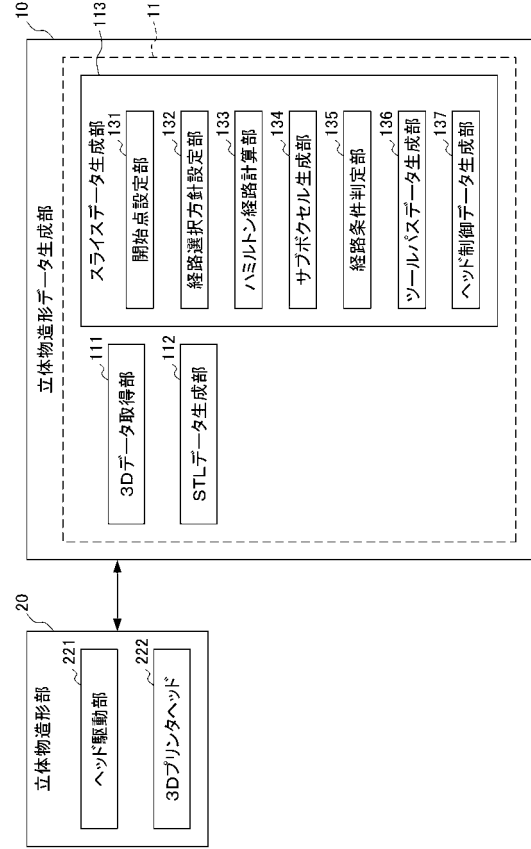 20
立体物造形部
221
ヘッド駆動部
222
3Dプリンタヘッド
10
立体物造形データ生成部
11
111
3Dデータ取得部
112
STLデータ生成部
113
スライスデータ生成部
131
開始点設定部
132
経路選択方針設定部
133
ハミルトン経路計算部
134
サブボクセル生成部
135
経路条件判定部
136
ツールパスデータ生成部
137
ヘッド制御データ生成部